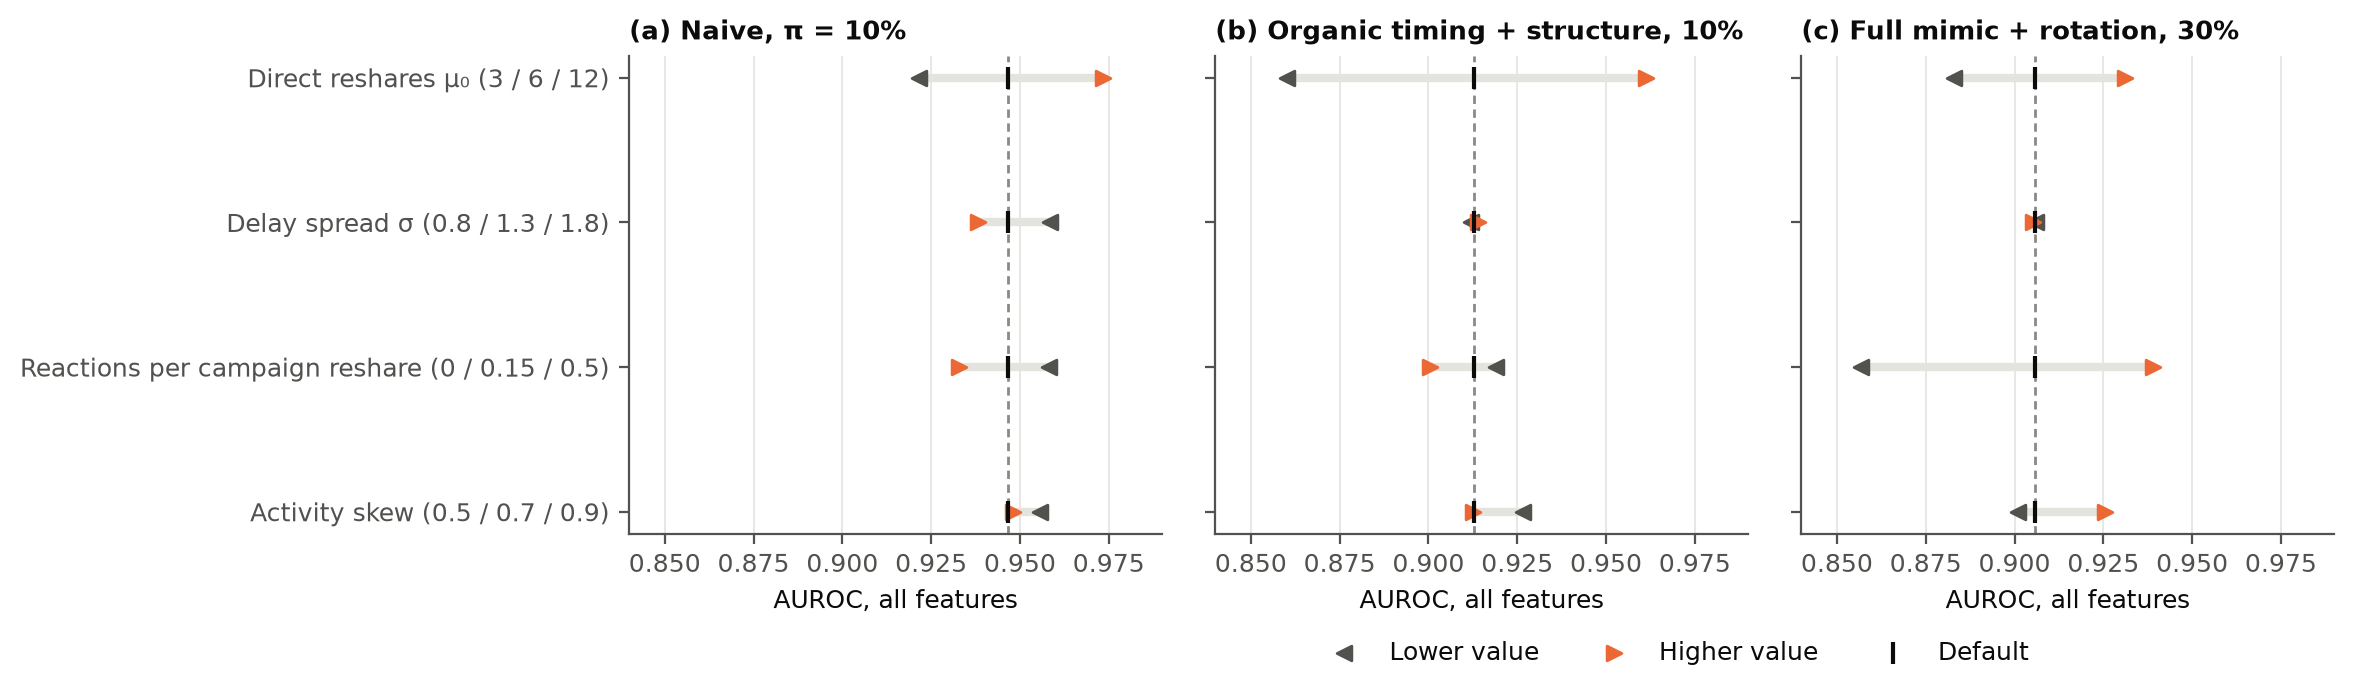 (a) Naive, π = 10%
(b) Organic timing + structure, 10%
(c) Full mimic + rotation, 30%
Direct reshares μ₀ (3 / 6 / 12)
Delay spread σ (0.8 / 1.3 / 1.8)
Reactions per campaign reshare (0 / 0.15 / 0.5)
Activity skew (0.5 / 0.7 / 0.9)
0.850 0.875 0.900 0.925 0.950 0.975
0.850 0.875 0.900 0.925 0.950 0.975
0.850 0.875 0.900 0.925 0.950 0.975
AUROC, all features
AUROC, all features
AUROC, all features
Lower value
Higher value
Default